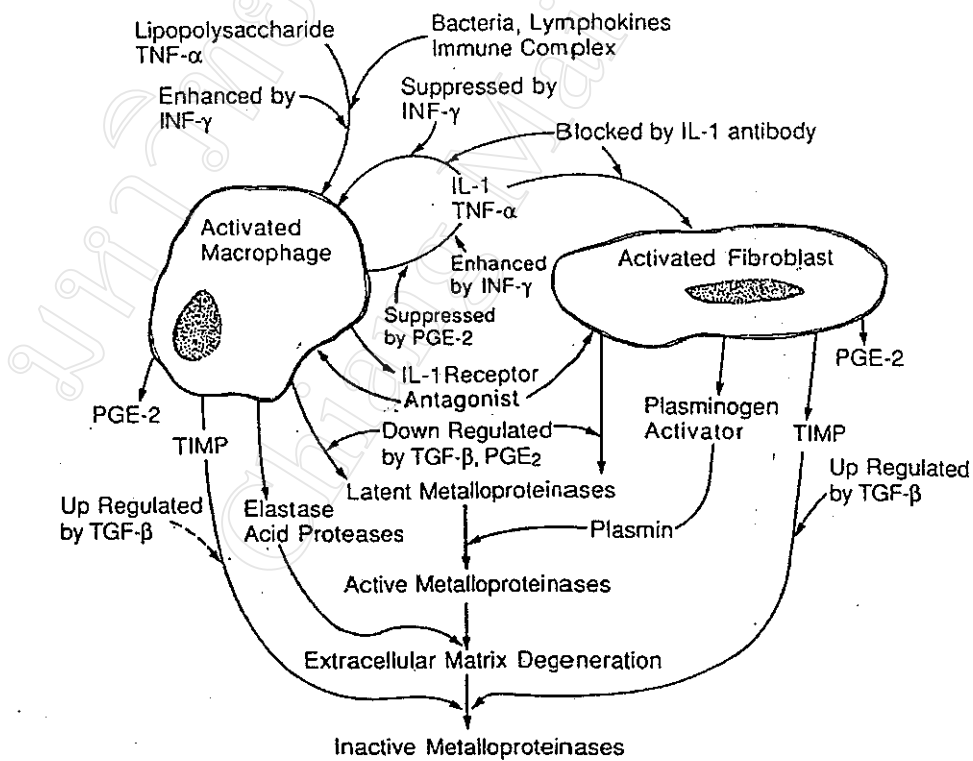 Lipopolysaccharide
TNF-α
Bacteria, Lymphokines
Immune Complex
Enhanced by
INF-γ
Suppressed by
INF-γ
Blocked by IL-1 antibody
IL-1
TNF-α
Activated
Macrophage
Enhanced
by INF-γ
Activated Fibroblast
Suppressed
by PGE-2
PGE-2
IL-1 Receptor
Antagonist
PGE-2
TIMP
Down Regulated
by TGF-β, PGE₂
Plasminogen
Activator
TIMP
Latent Metalloproteinases
Up Regulated
by TGF-β
Up Regulated
by TGF-β
Elastase
Acid Proteases
Plasmin
Active Metalloproteinases
Extracellular Matrix Degeneration
Inactive Metalloproteinases
Chiang Mai